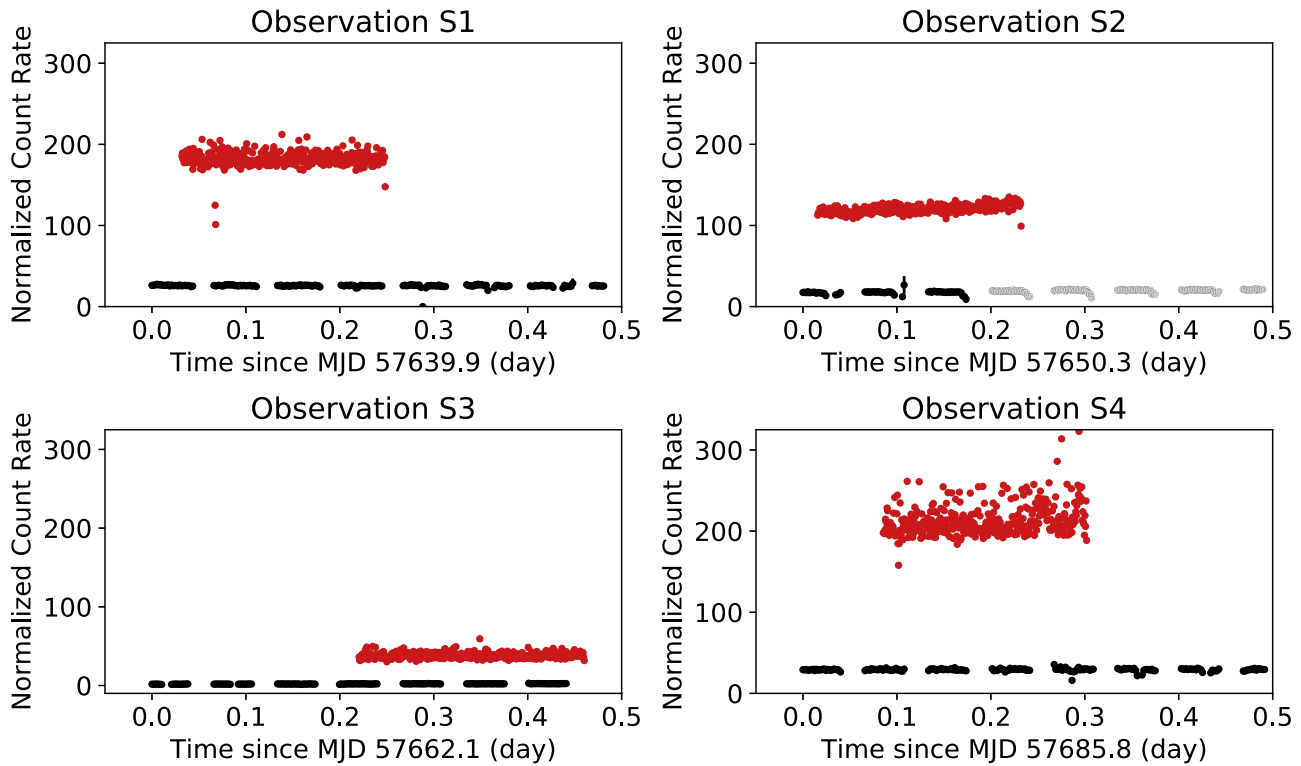 Observation S1
Normalized Count Rate
300
200
100
0
0.0 0.1 0.2 0.3 0.4 0.5
Time since MJD 57639.9 (day)
Observation S2
Normalized Count Rate
300
200
100
0
0.0 0.1 0.2 0.3 0.4 0.5
Time since MJD 57650.3 (day)
Observation S3
Normalized Count Rate
300
200
100
0
0.0 0.1 0.2 0.3 0.4 0.5
Time since MJD 57662.1 (day)
Observation S4
Normalized Count Rate
300
200
100
0
0.0 0.1 0.2 0.3 0.4 0.5
Time since MJD 57685.8 (day)